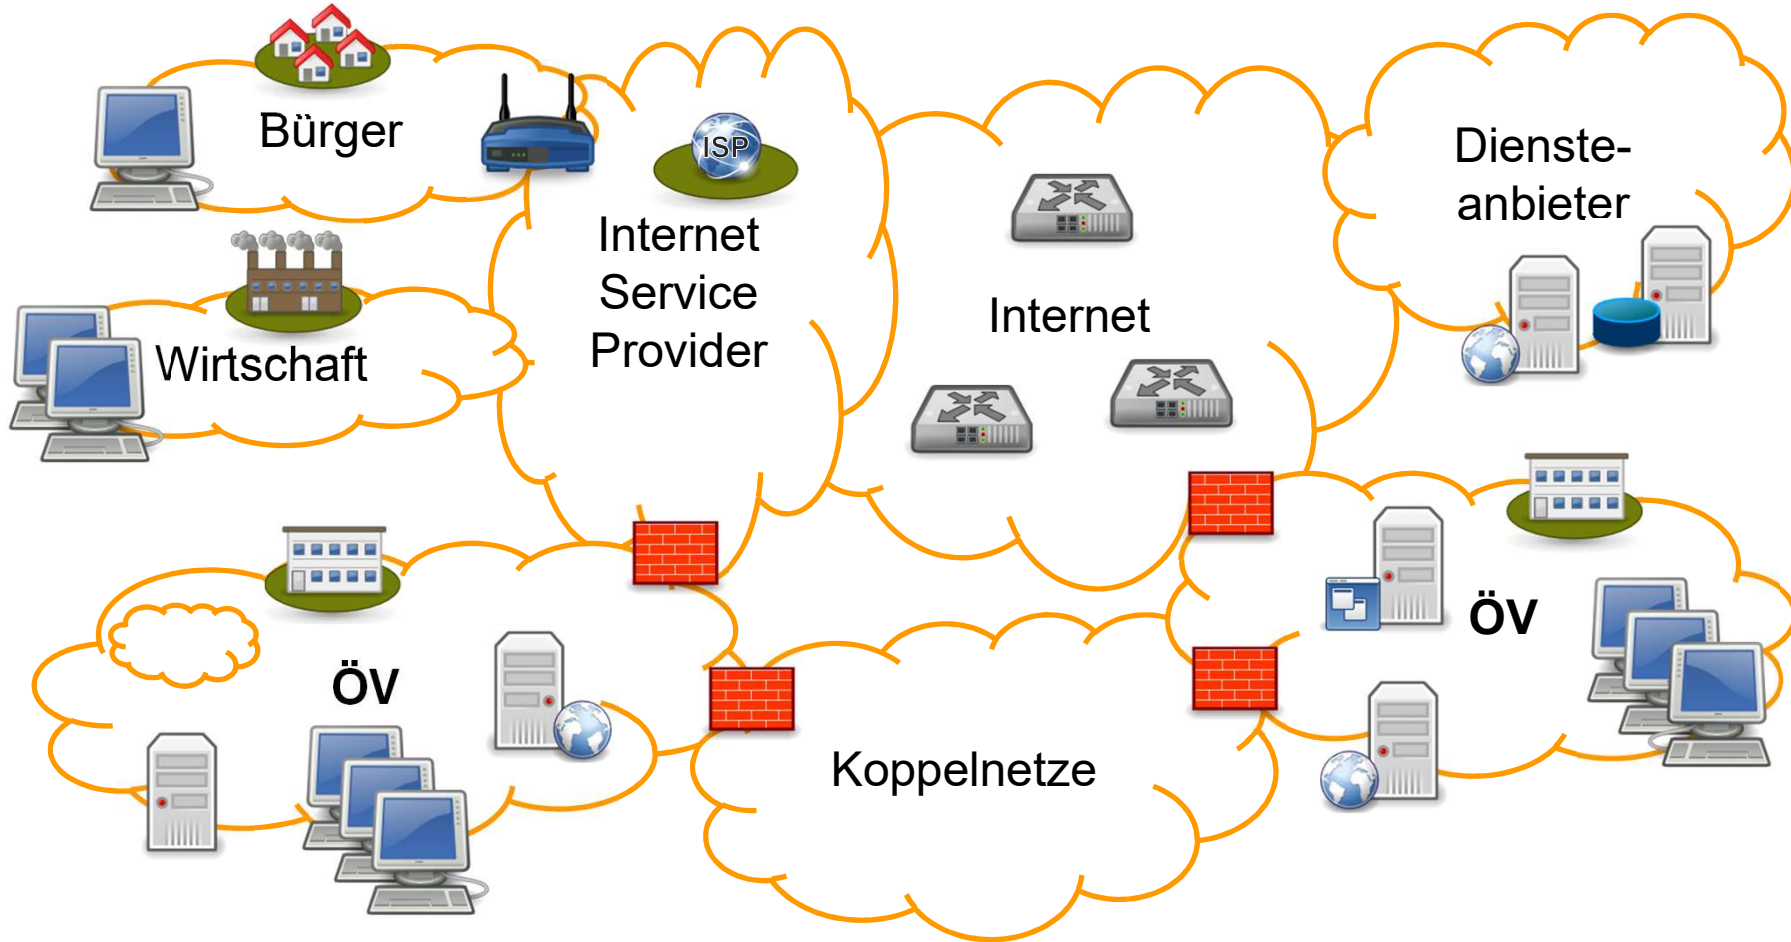 Bürger
ISP
Internet
Service
Provider
Wirtschaft
Internet
Dienste-
anbieter
ÖV
ÖV
Koppelnetze